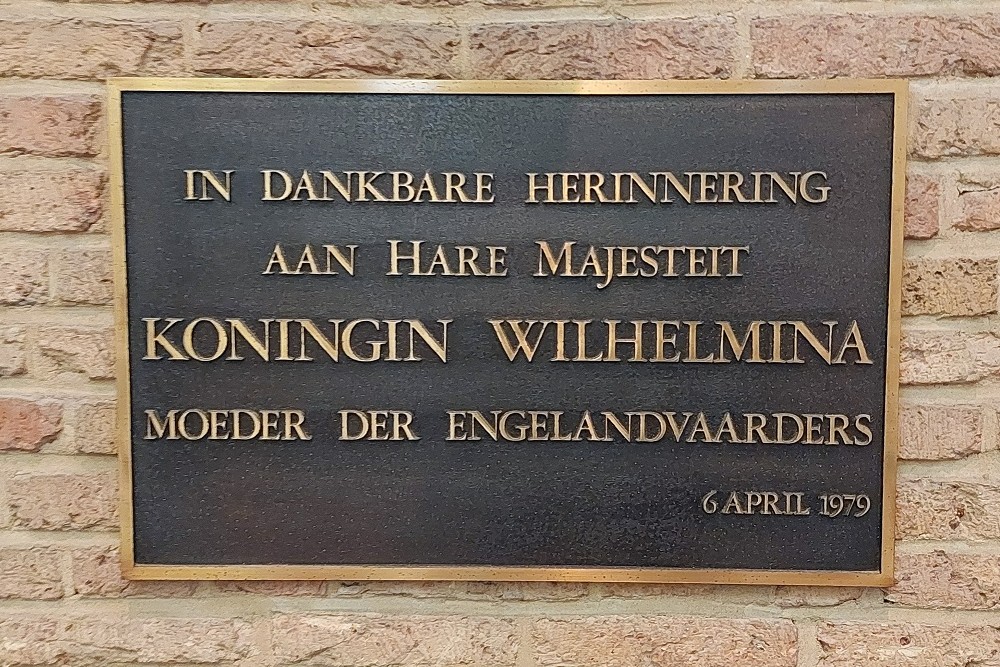 IN DANKBARE HERINNERING
AAN HARE MAJESTEIT
KONINGIN WILHELMINA
MOEDER DER ENGELANDVAARDERS
6 APRIL 1979